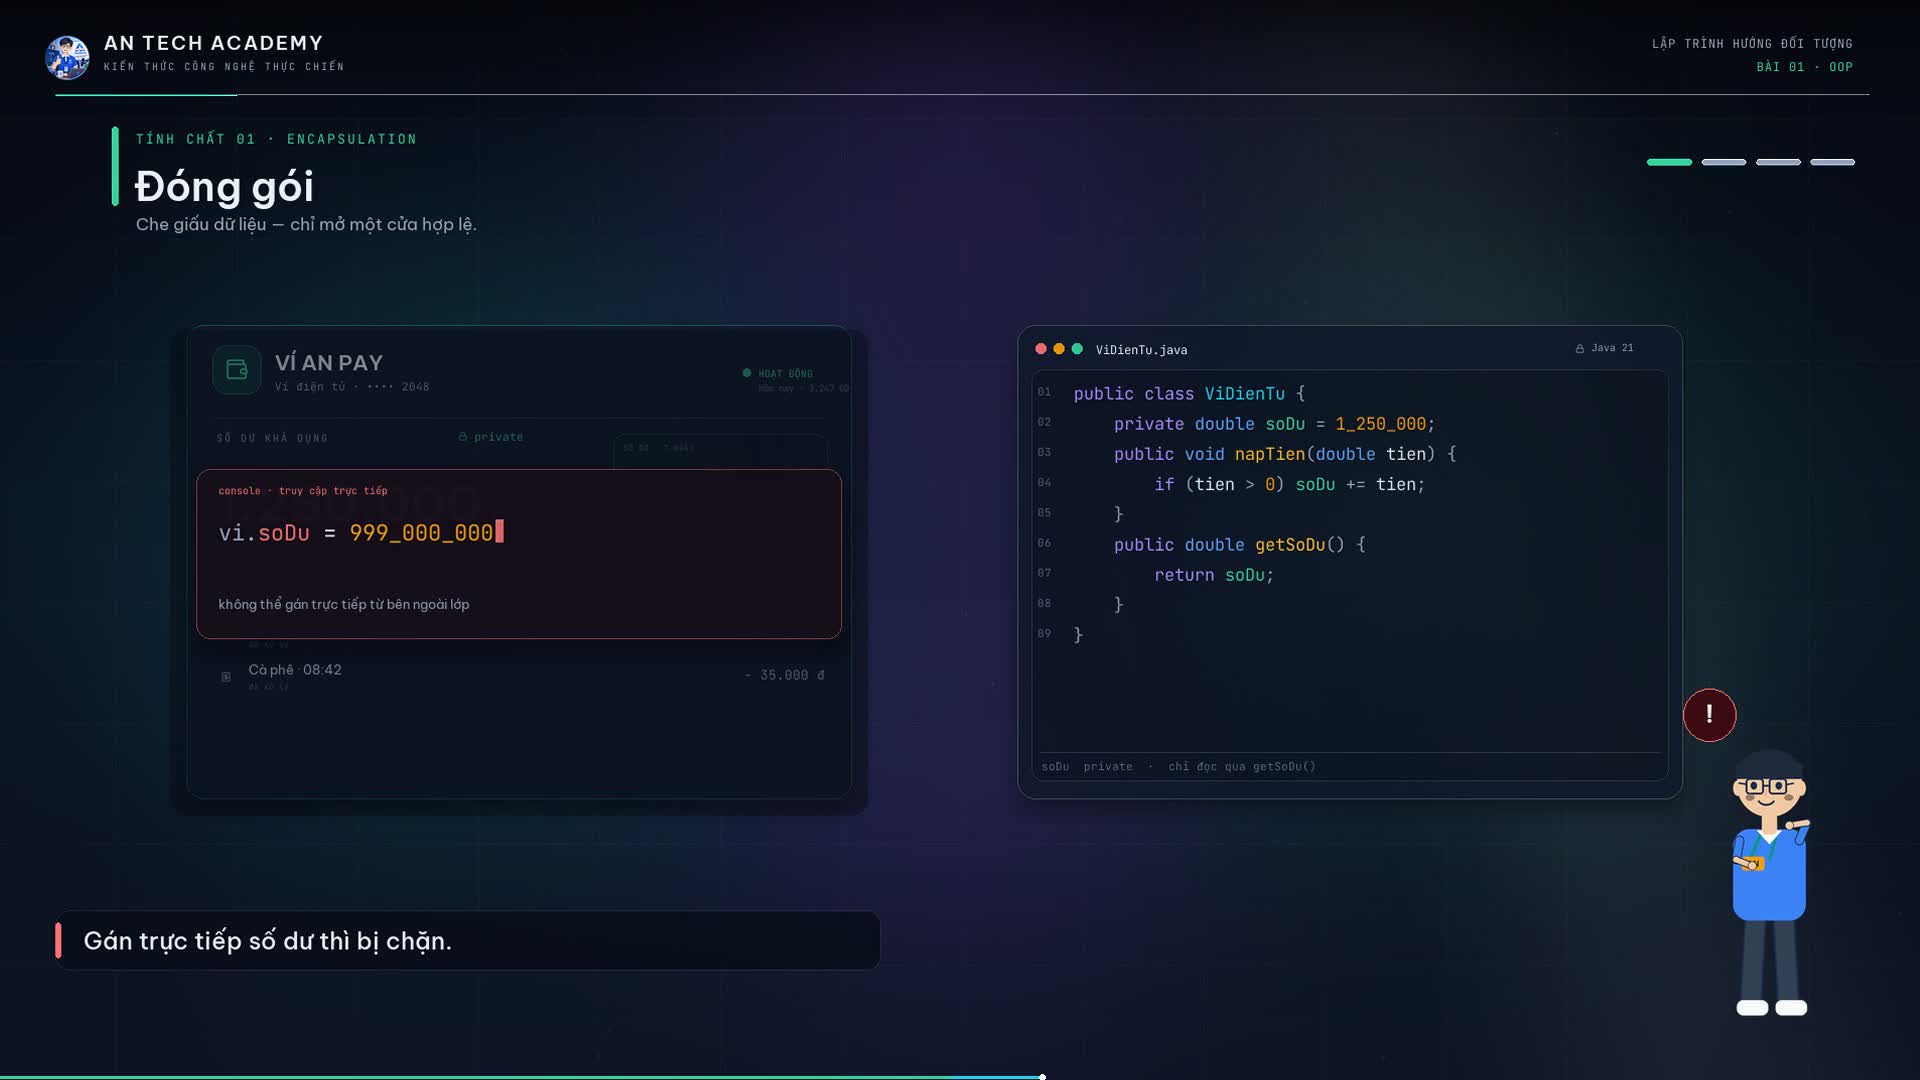 AN TECH ACADEMY
KIẾN THỨC CÔNG NGHỆ THỰC CHIẾN
LẬP TRÌNH HƯỚNG ĐỐI TƯỢNG
BÀI 01 · OOP
TÍNH CHẤT 01 · ENCAPSULATION
Đóng gói
Che giấu dữ liệu — chỉ mở một cửa hợp lệ.
VÍ AN PAY
Ví điện tử · •••• 2048
HOẠT ĐỘNG
Hôm nay · 3.247 GD
SỐ DƯ KHẢ DỤNG
private
console · truy cập trực tiếp
vi.soDu = 999_000_000
không thể gán trực tiếp từ bên ngoài lớp
Cà phê · 08:42
- 35.000 đ
ViDienTu.java
Java 21
01 public class ViDienTu {
02 private double soDu = 1_250_000;
03 public void napTien(double tien) {
04 if (tien > 0) soDu += tien;
05 }
06 public double getSoDu() {
07 return soDu;
08 }
09 }
soDu private · chỉ đọc qua getSoDu()
!
Gán trực tiếp số dư thì bị chặn.